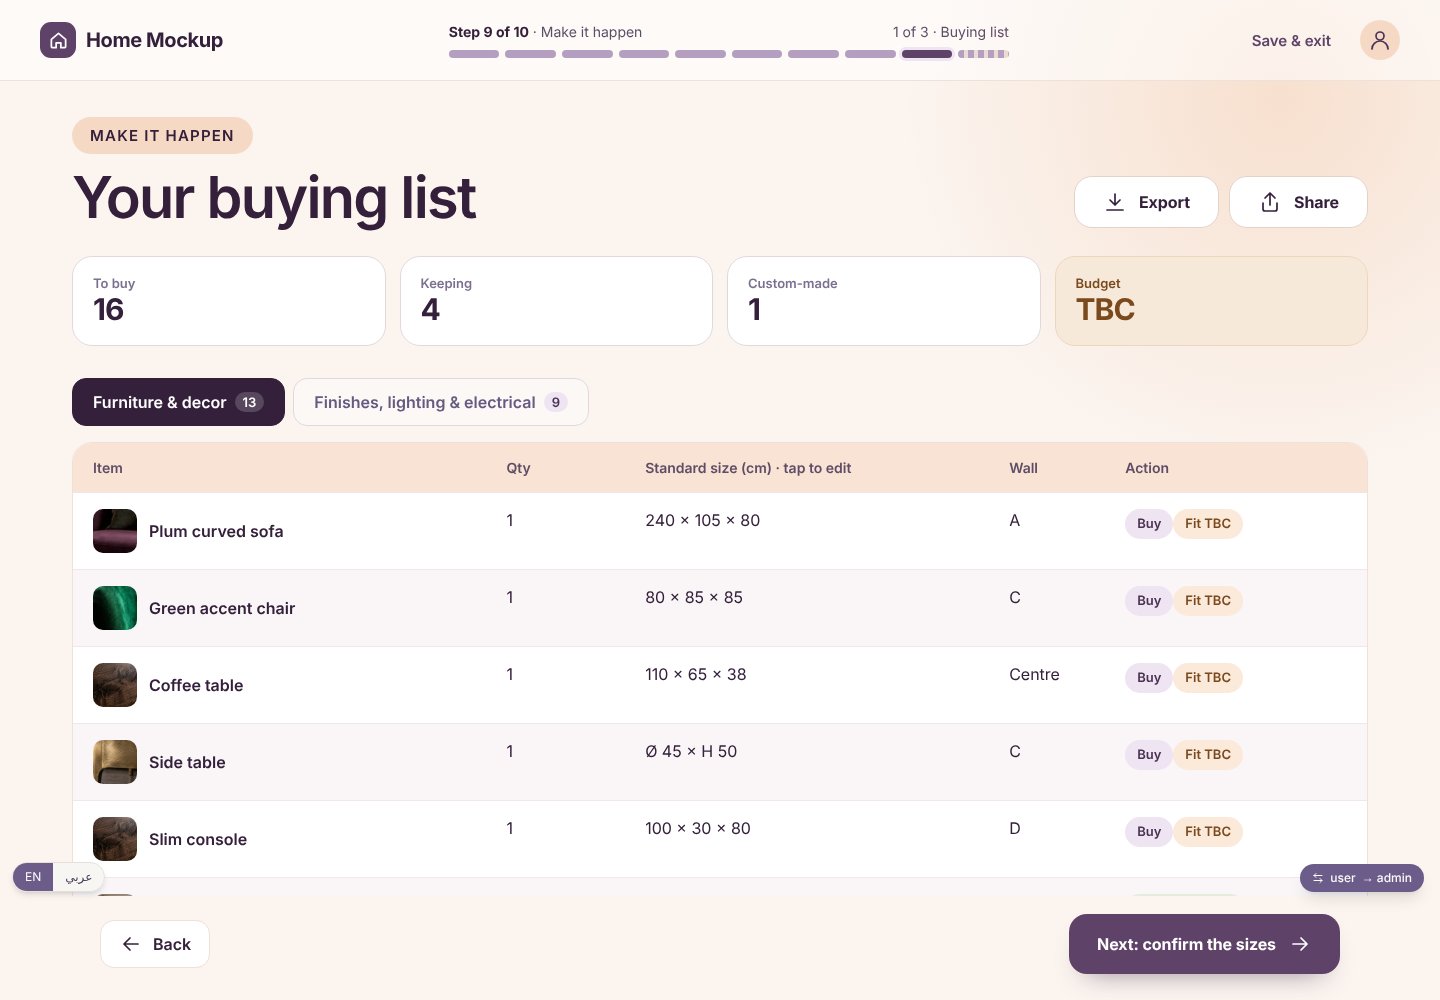 Home Mockup
Step 9 of 10 · Make it happen
1 of 3 · Buying list
Save & exit
MAKE IT HAPPEN
Your buying list
Export
Share
To buy
16
Keeping
4
Custom-made
1
Budget
TBC
Furniture & decor 13
Finishes, lighting & electrical 9
Item Qty Standard size (cm) · tap to edit Wall Action
Plum curved sofa 1 240 × 105 × 80 A Buy Fit TBC
Green accent chair 1 80 × 85 × 85 C Buy Fit TBC
Coffee table 1 110 × 65 × 38 Centre Buy Fit TBC
Side table 1 Ø 45 × H 50 C Buy Fit TBC
Slim console 1 100 × 30 × 80 D Buy Fit TBC
EN عربي
⇆ user → admin
← Back
Next: confirm the sizes →